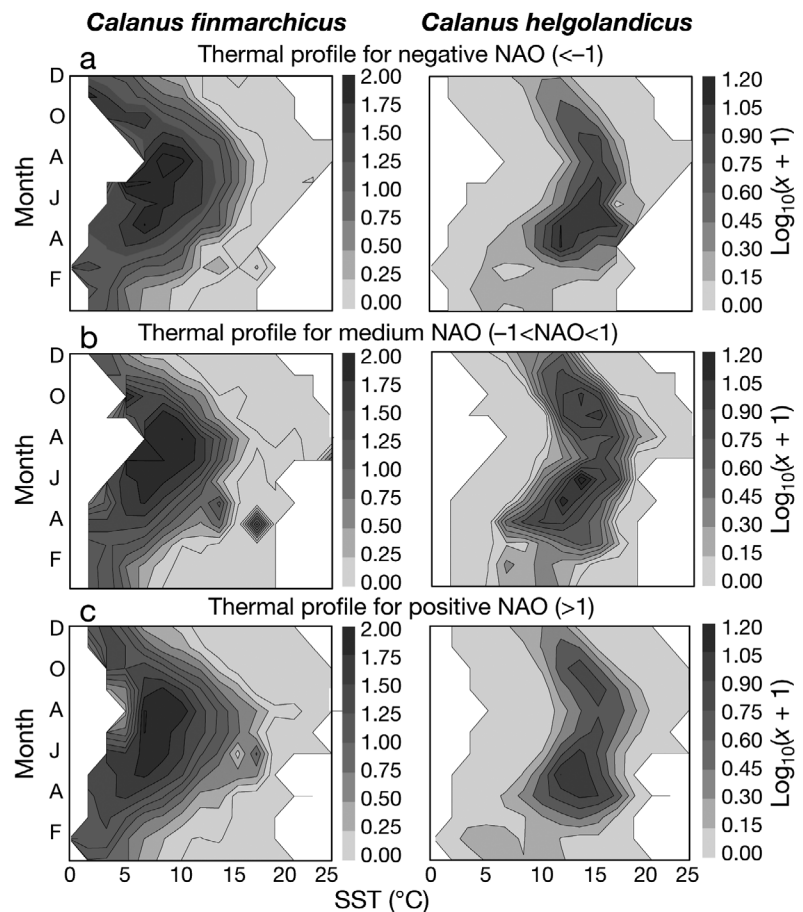 Calanus finmarchicus Calanus helgolandicus
a Thermal profile for negative NAO (<–1)
D
O
A
J
A
F
Month
2.00
1.75
1.50
1.25
1.00
0.75
0.50
0.25
0.00
1.20
1.05
0.90
0.75
0.60
0.45
0.30
0.15
0.00
Log10(x + 1)
b Thermal profile for medium NAO (–1<NAO<1)
D
O
A
J
A
F
Month
2.00
1.75
1.50
1.25
1.00
0.75
0.50
0.25
0.00
1.20
1.05
0.90
0.75
0.60
0.45
0.30
0.15
0.00
Log10(x + 1)
c Thermal profile for positive NAO (>1)
D
O
A
J
A
F
Month
2.00
1.75
1.50
1.25
1.00
0.75
0.50
0.25
0.00
1.20
1.05
0.90
0.75
0.60
0.45
0.30
0.15
0.00
Log10(x + 1)
0 5 10 15 20 25 0 5 10 15 20 25
SST (°C)